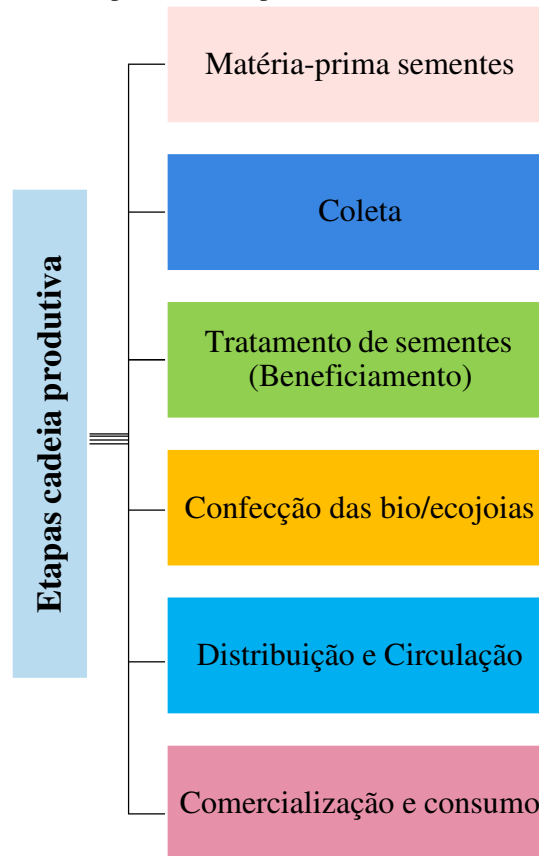 Matéria-prima sementes
Coleta
Etapas cadeia produtiva
Tratamento de sementes
(Beneficiamento)
Confecção das bio/ecojoias
Distribuição e Circulação
Comercialização e consumo